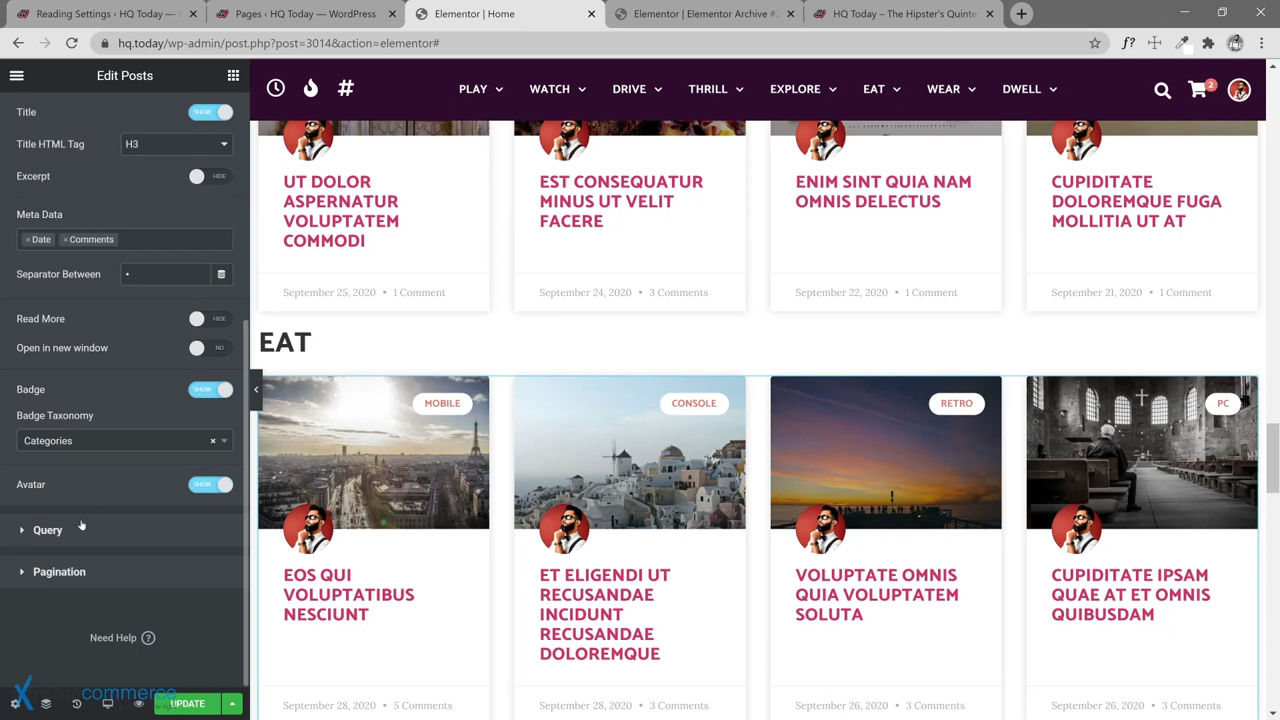 Reading Settings ‹ HQ Today — W
Pages ‹ HQ Today — WordPress
Elementor | Home
Elementor | Elementor Archive #2
HQ Today – The Hipster's Quinte
hq.today/wp-admin/post.php?post=3014&action=elementor#
Edit Posts
Title
SHOW
Title HTML Tag
H3
Excerpt
HIDE
Meta Data
× Date × Comments
Separator Between
•
Read More
HIDE
Open in new window
NO
Badge
SHOW
Badge Taxonomy
Categories
Avatar
SHOW
Query
Pagination
Need Help ?
commerce
UPDATE
PLAY WATCH DRIVE THRILL EXPLORE EAT WEAR DWELL
2
UT DOLOR
ASPERNATUR
VOLUPTATEM
COMMODI
September 25, 2020 • 1 Comment
EST CONSEQUATUR
MINUS UT VELIT
FACERE
September 24, 2020 • 3 Comments
ENIM SINT QUIA NAM
OMNIS DELECTUS
September 22, 2020 • 1 Comment
CUPIDITATE
DOLOREMQUE FUGA
MOLLITIA UT AT
September 21, 2020 • 1 Comment
EAT
MOBILE
EOS QUI
VOLUPTATIBUS
NESCIUNT
September 28, 2020 • 5 Comments
CONSOLE
ET ELIGENDI UT
RECUSANDAE
INCIDUNT
RECUSANDAE
DOLOREMQUE
September 28, 2020 • 3 Comments
RETRO
VOLUPTATE OMNIS
QUIA VOLUPTATEM
SOLUTA
September 26, 2020 • 3 Comments
PC
CUPIDITATE IPSAM
QUAE AT ET OMNIS
QUIBUSDAM
September 26, 2020 • 3 Comments